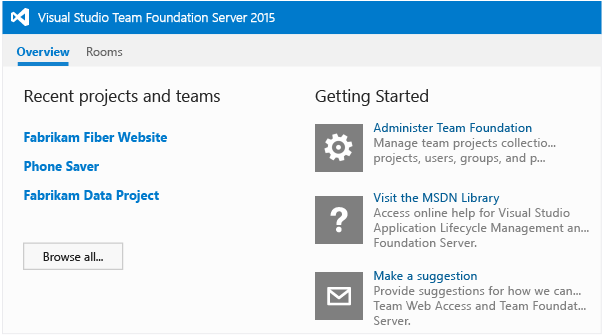 Visual Studio Team Foundation Server 2015
Overview Rooms
Recent projects and teams
Fabrikam Fiber Website
Phone Saver
Fabrikam Data Project
Browse all...
Getting Started
Administer Team Foundation
Manage team projects collectio...
projects, users, groups, and p...
?
Visit the MSDN Library
Access online help for Visual Studio
Application Lifecycle Management an...
Foundation Server.
Make a suggestion
Provide suggestions for how we can...
Team Web Access and Team Foundat...
Server.